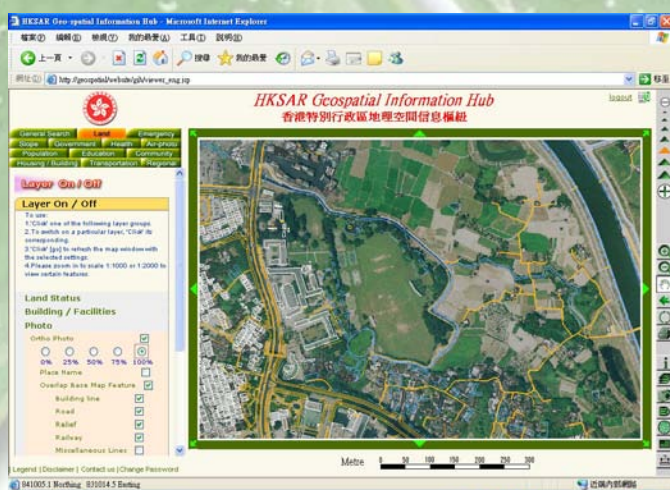 HKSAR Geo-spatial Information Hub - Microsoft Internet Explorer
檔案(F) 編輯(E) 檢視(V) 我的最愛(A) 工具(T) 說明(H)
上一頁 搜尋 我的最愛
網址(D) http://geospatial/website/gih/viewer_eng.jsp 移至
HKSAR Geospatial Information Hub
香港特別行政區地理空間信息樞紐
logout
General Search Land Emergency
Slope Government Health Air-photo
Population Education Community
Housing / Building Transportation Regional
Layer On / Off
Layer On / Off
To use:
1.'Click' one of the following layer groups
2.To switch on a particular layer, 'Click' its
corresponding.
3.'Click' [go] to refresh the map window with
the selected settings.
4.Please zoom in to scale 1:1000 or 1:2000 to
view certain features.
Land Status
Building / Facilities
Photo
Ortho Photo
0% 25% 50% 75% 100%
Place Name
Overlap Base Map Feature
Building line
Road
Relief
Railway
Miscellaneous Lines
Metre 0 50 100 150 200 250 300
Legend | Disclaimer | Contact us | Change Password
841005.1 Northing 831014.5 Easting 近端內部網路